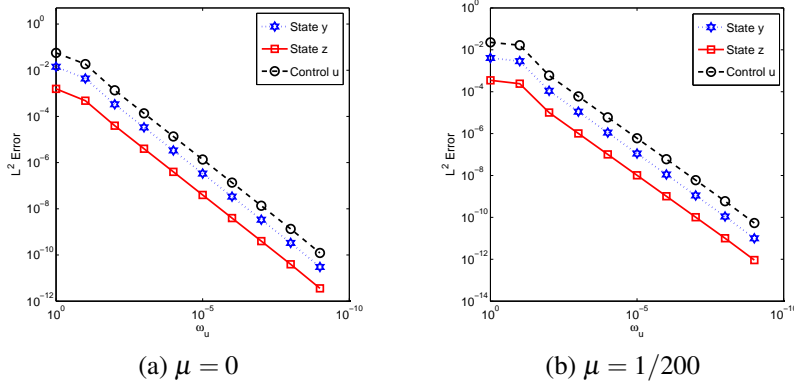 10^0
10^-2
10^-4
10^-6
10^-8
10^-10
10^-12
L^2 Error
10^0
10^-5
10^-10
ω_u
State y
State z
Control u
(a) μ = 0
10^0
10^-2
10^-4
10^-6
10^-8
10^-10
10^-12
10^-14
L^2 Error
10^0
10^-5
10^-10
ω_u
State y
State z
Control u
(b) μ = 1/200